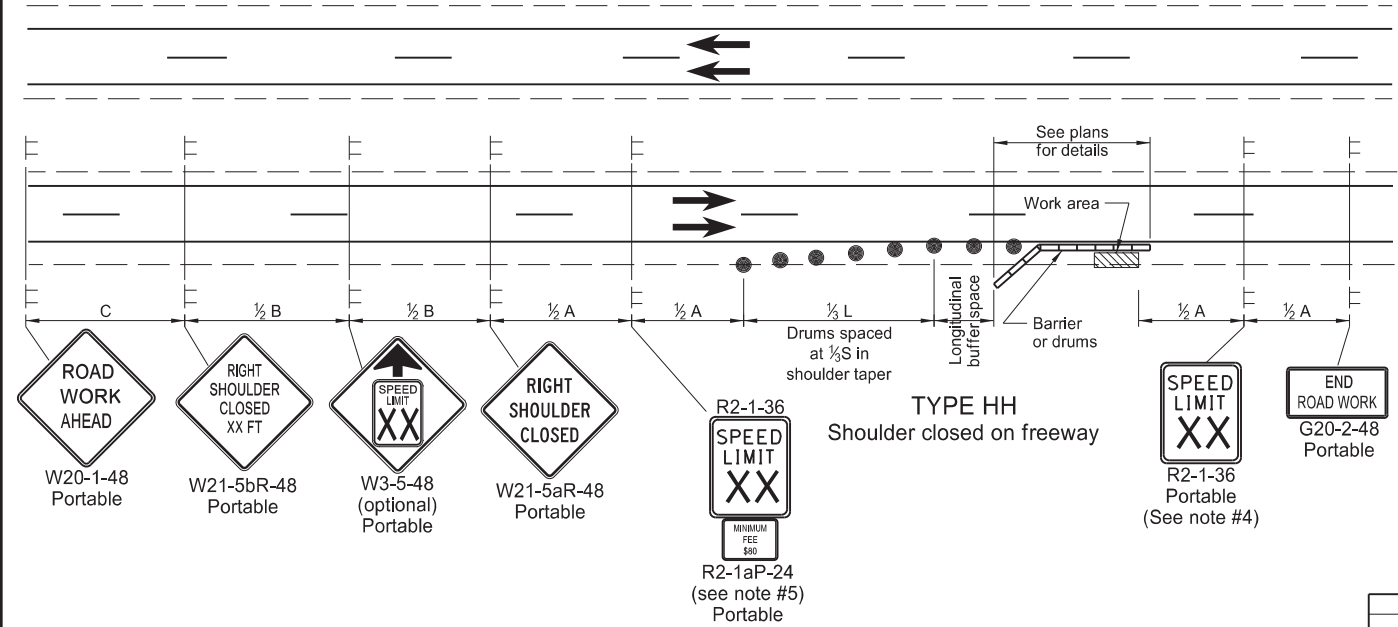 See plans
for details
Work area
C
½ B
½ B
½ A
½ A
⅓ L
½ A
½ A
Drums spaced
at ⅓S in
shoulder taper
Longitudinal
buffer space
Barrier
or drums
ROAD
WORK
AHEAD
W20-1-48
Portable
RIGHT
SHOULDER
CLOSED
XX FT
W21-5bR-48
Portable
SPEED
LIMIT
XX
W3-5-48
(optional)
Portable
RIGHT
SHOULDER
CLOSED
W21-5aR-48
Portable
R2-1-36
SPEED
LIMIT
XX
MINIMUM
FEE
$80
R2-1aP-24
(see note #5)
Portable
TYPE HH
Shoulder closed on freeway
SPEED
LIMIT
XX
R2-1-36
Portable
(See note #4)
END
ROAD WORK
G20-2-48
Portable